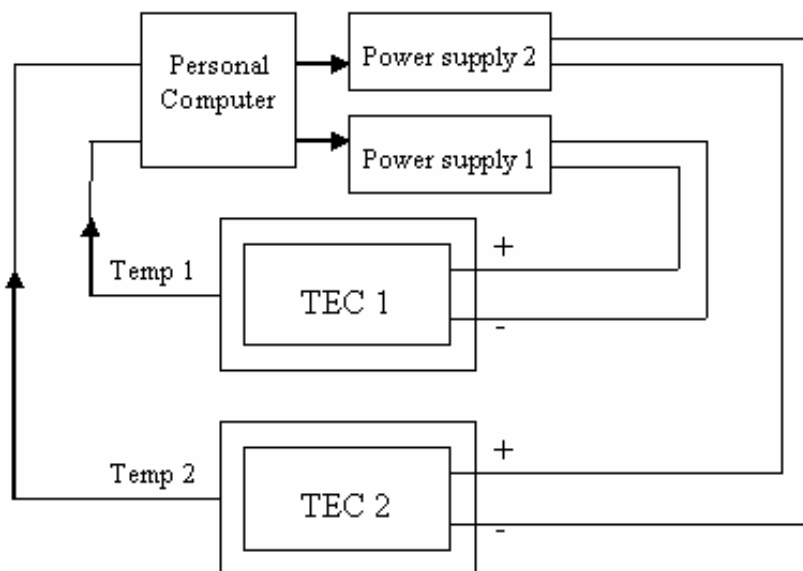 Personal
Computer
Power supply 2
Power supply 1
Temp 1
TEC 1
+
-
Temp 2
TEC 2
+
-